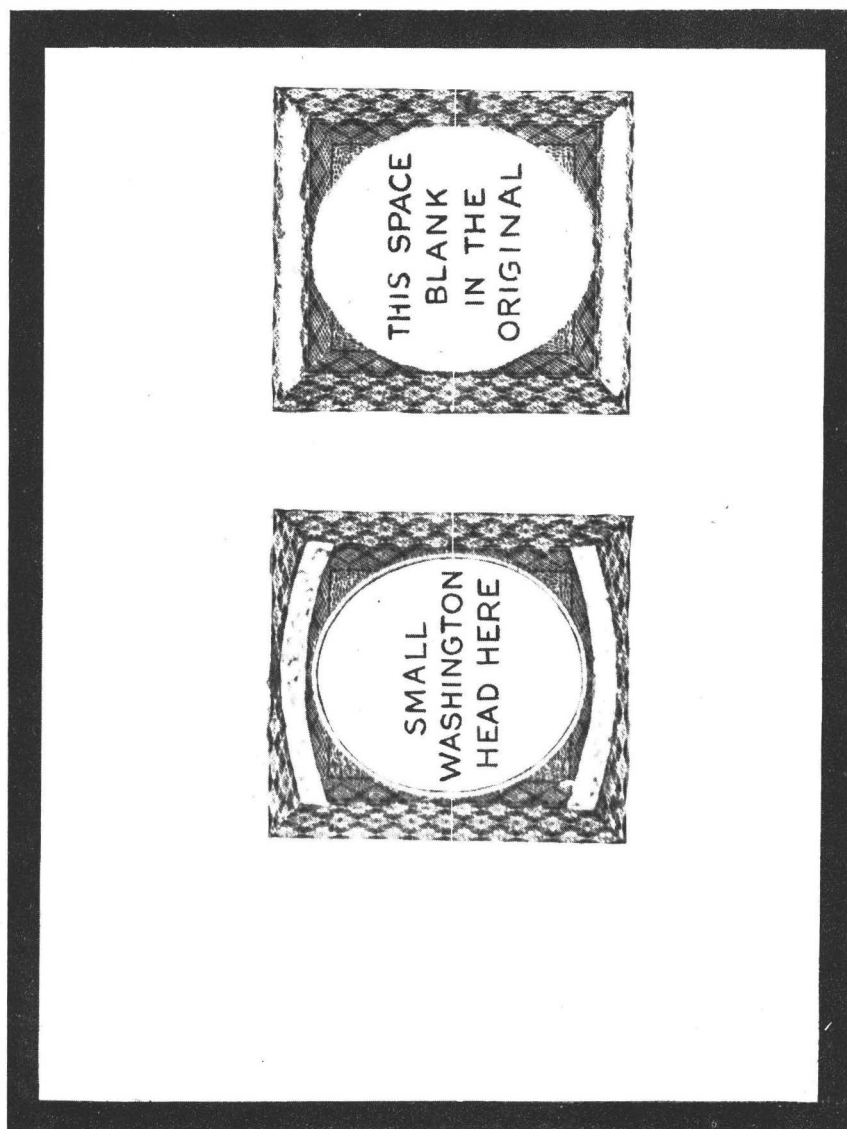 SMALL
WASHINGTON
HEAD HERE
THIS SPACE
BLANK
IN THE
ORIGINAL